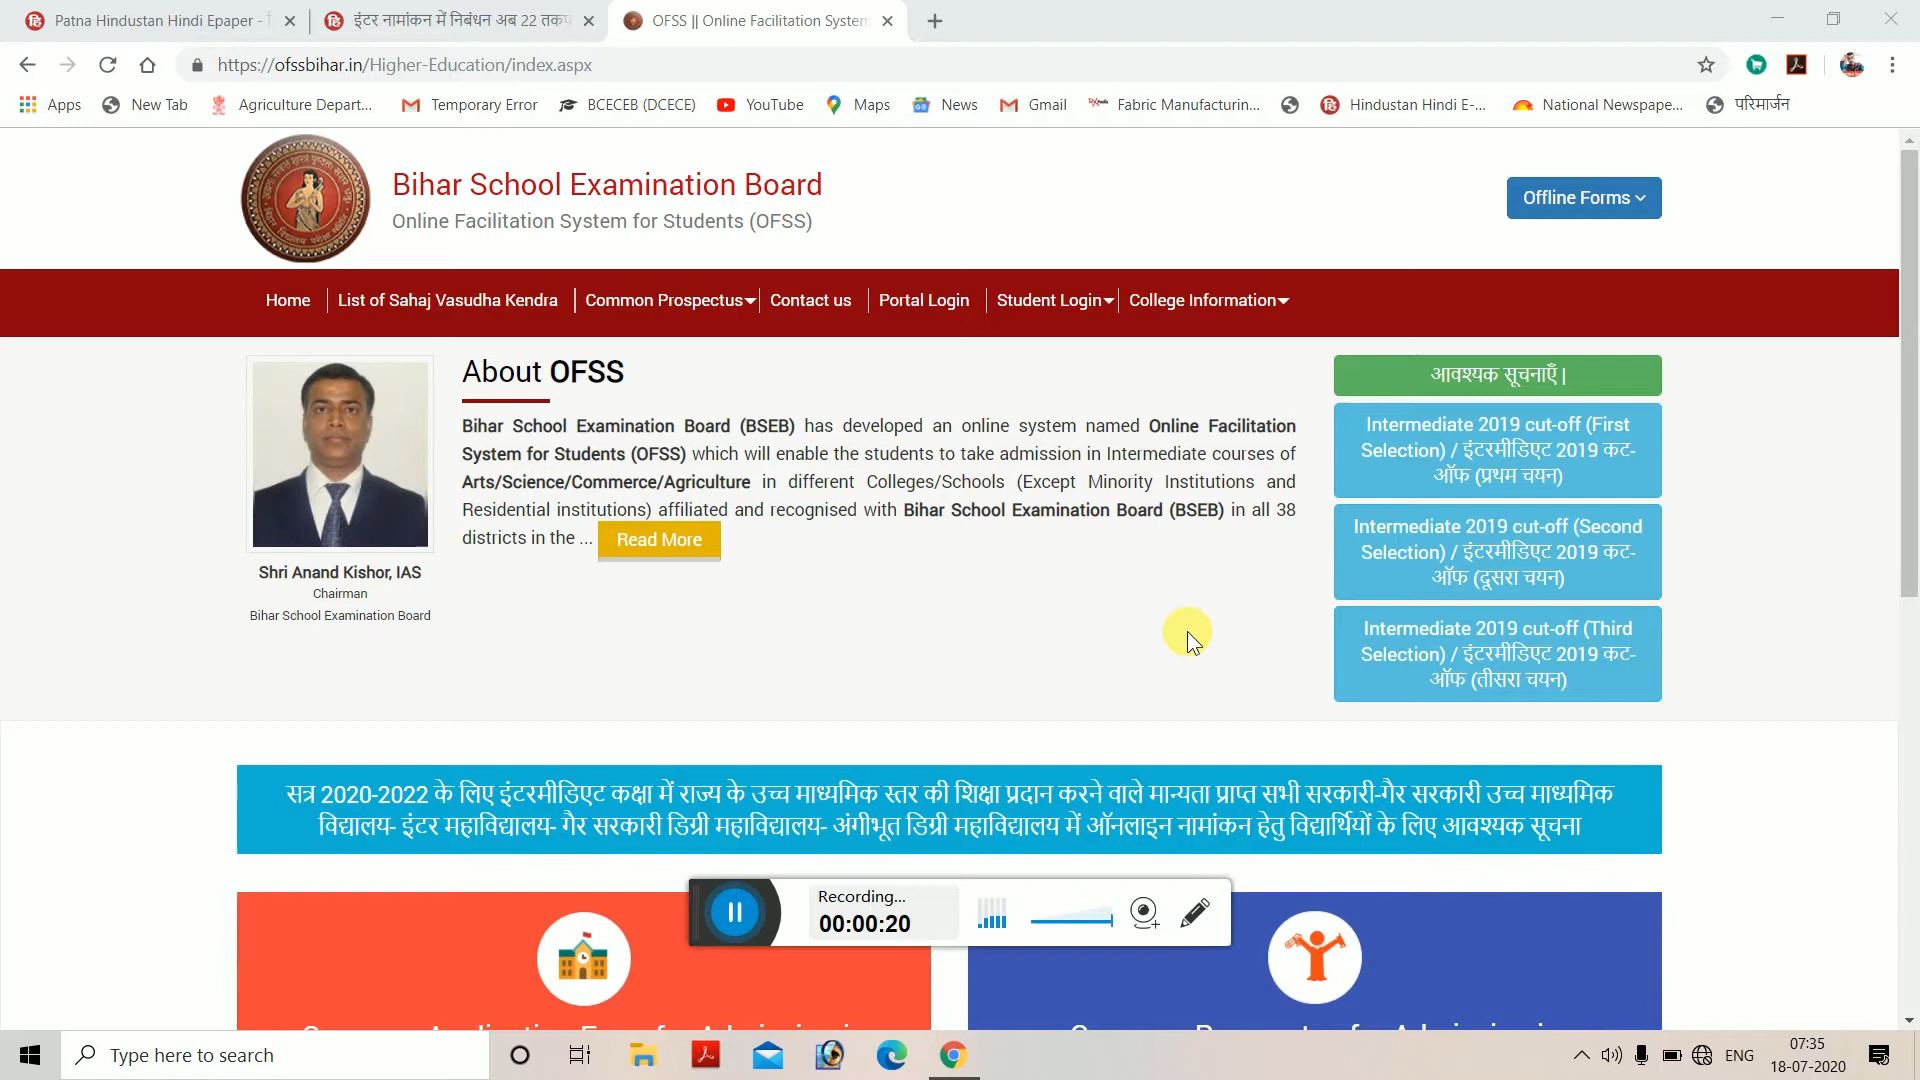 Patna Hindustan Hindi Epaper -
इंटर नामांकन में निबंधन अब 22 तक
OFSS || Online Facilitation System
https://ofssbihar.in/Higher-Education/index.aspx
Apps
New Tab
Agriculture Depart...
Temporary Error
BCECEB (DCECE)
YouTube
Maps
News
Gmail
Fabric Manufacturin...
Hindustan Hindi E-...
National Newspape...
परिमार्जन
Bihar School Examination Board
Online Facilitation System for Students (OFSS)
Offline Forms
Home
List of Sahaj Vasudha Kendra
Common Prospectus
Contact us
Portal Login
Student Login
College Information
About OFSS
Bihar School Examination Board (BSEB) has developed an online system named Online Facilitation
System for Students (OFSS) which will enable the students to take admission in Intermediate courses of
Arts/Science/Commerce/Agriculture in different Colleges/Schools (Except Minority Institutions and
Residential institutions) affiliated and recognised with Bihar School Examination Board (BSEB) in all 38
districts in the ... Read More
Shri Anand Kishor, IAS
Chairman
Bihar School Examination Board
आवश्यक सूचनाएँ |
Intermediate 2019 cut-off (First
Selection) / इंटरमीडिएट 2019 कट-
ऑफ (प्रथम चयन)
Intermediate 2019 cut-off (Second
Selection) / इंटरमीडिएट 2019 कट-
ऑफ (दूसरा चयन)
Intermediate 2019 cut-off (Third
Selection) / इंटरमीडिएट 2019 कट-
ऑफ (तीसरा चयन)
सत्र 2020-2022 के लिए इंटरमीडिएट कक्षा में राज्य के उच्च माध्यमिक स्तर की शिक्षा प्रदान करने वाले मान्यता प्राप्त सभी सरकारी-गैर सरकारी उच्च माध्यमिक
विद्यालय- इंटर महाविद्यालय- गैर सरकारी डिग्री महाविद्यालय- अंगीभूत डिग्री महाविद्यालय में ऑनलाइन नामांकन हेतु विद्यार्थियों के लिए आवश्यक सूचना
Recording...
00:00:20
Type here to search
ENG
07:35
18-07-2020